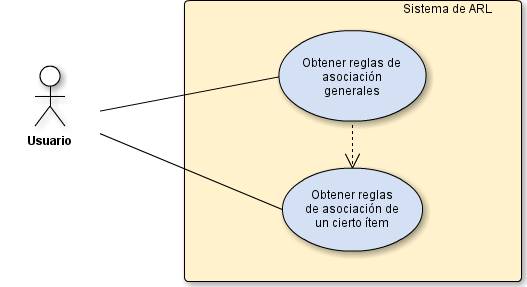 Sistema de ARL
Obtener reglas de
asociación
generales
Usuario
Obtener reglas
de asociación de
un cierto ítem